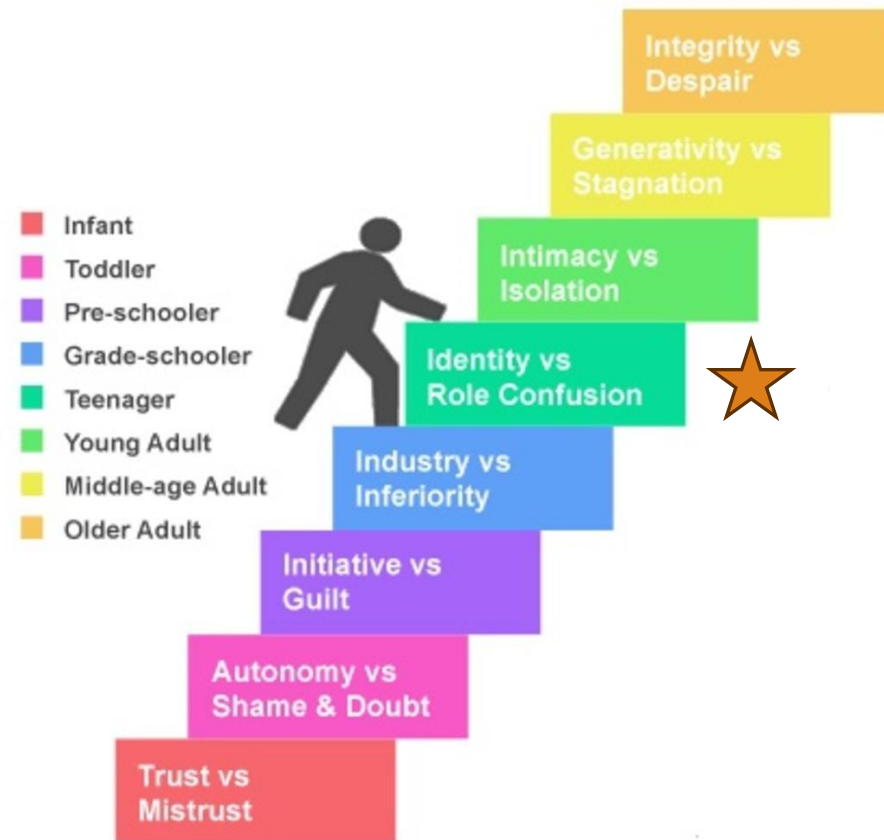 Integrity vs
Despair
Generativity vs
Stagnation
Intimacy vs
Isolation
Identity vs
Role Confusion
Industry vs
Inferiority
Initiative vs
Guilt
Autonomy vs
Shame & Doubt
Trust vs
Mistrust
Infant
Toddler
Pre-schooler
Grade-schooler
Teenager
Young Adult
Middle-age Adult
Older Adult